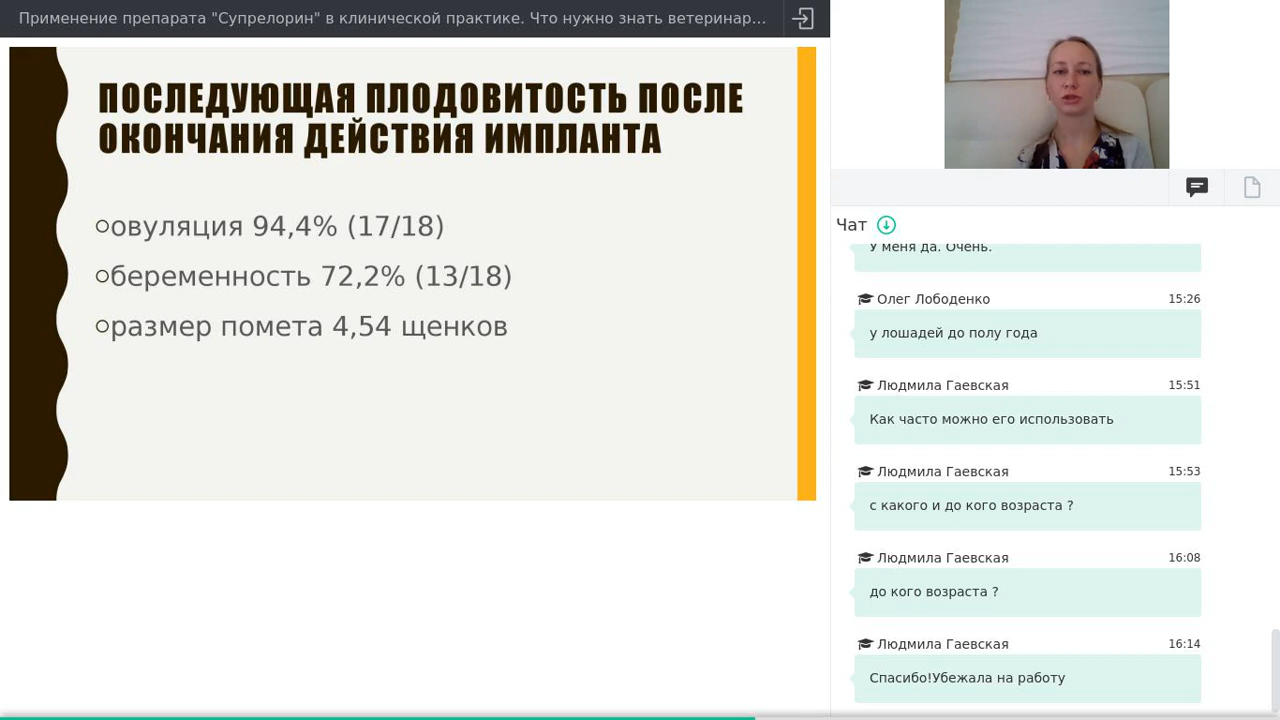 Применение препарата "Супрелорин" в клинической практике. Что нужно знать ветеринар...
ПОСЛЕДУЮЩАЯ ПЛОДОВИТОСТЬ ПОСЛЕ
ОКОНЧАНИЯ ДЕЙСТВИЯ ИМПЛАНТА
овуляция 94,4% (17/18)
беременность 72,2% (13/18)
размер помета 4,54 щенков
Чат
У меня да. Очень.
Олег Лободенко 15:26
у лошадей до полу года
Людмила Гаевская 15:51
Как часто можно его использовать
Людмила Гаевская 15:53
с какого и до кого возраста ?
Людмила Гаевская 16:08
до кого возраста ?
Людмила Гаевская 16:14
Спасибо!Убежала на работу